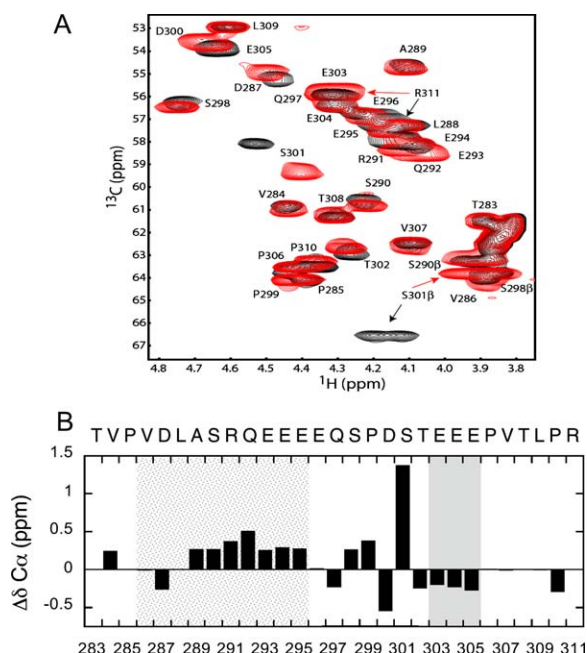 A
53
D300
L309
54
E305
A289
55
D287
E303
Q297
R311
56
E304
E296
S298
L288
57
E295
E294
58
R291
E293
Q292
S301
59
¹³C (ppm)
60
S290
V284
T308
61
T283
62
V307
P310
S290β
63
P306
T302
64
P299
P285
V286
S298β
S301β
65
66
67
4.8 4.7 4.6 4.5 4.4 4.3 4.2 4.1 4.0 3.9 3.8
¹H (ppm)
B
T V P V D L A S R Q E E E E Q S P D S T E E E P V T L P R
1.5
1
0.5
0
-0.5
Δδ Cα (ppm)
283 285 287 289 291 293 295 297 299 301 303 305 307 309 311